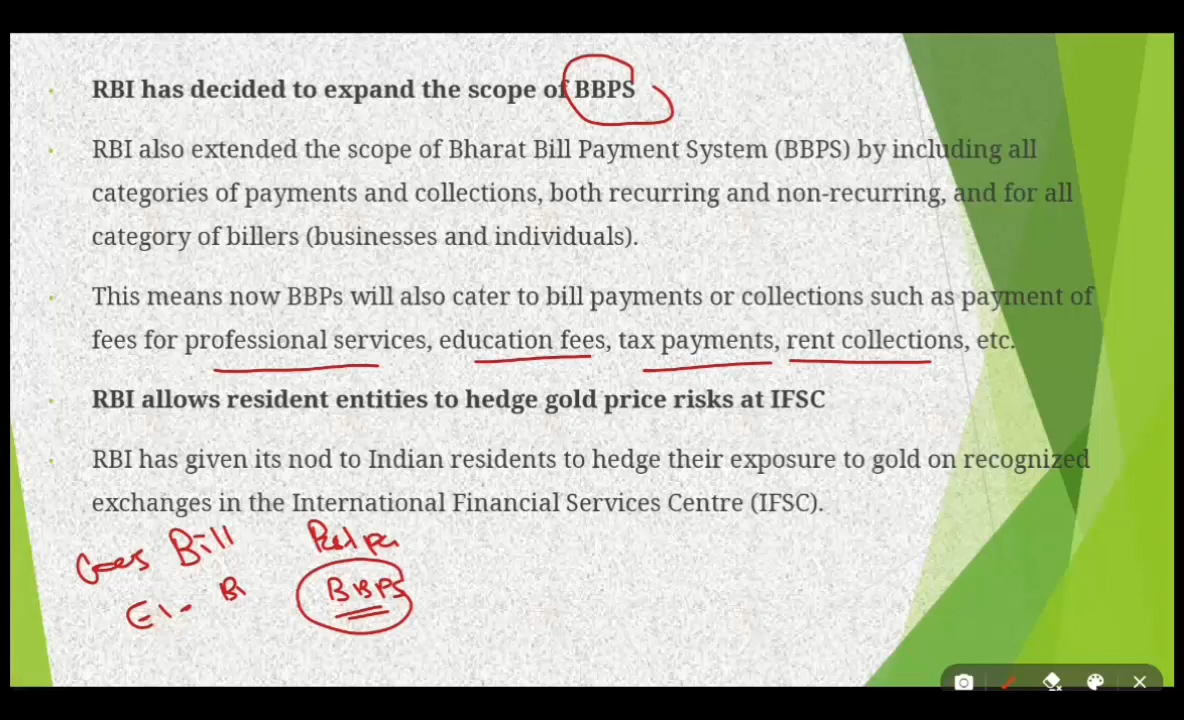 RBI has decided to expand the scope of BBPS
RBI also extended the scope of Bharat Bill Payment System (BBPS) by including all
categories of payments and collections, both recurring and non-recurring, and for all
category of billers (businesses and individuals).
This means now BBPs will also cater to bill payments or collections such as payment of
fees for professional services, education fees, tax payments, rent collections, etc.
RBI allows resident entities to hedge gold price risks at IFSC
RBI has given its nod to Indian residents to hedge their exposure to gold on recognized
exchanges in the International Financial Services Centre (IFSC).
Bill
El- B
BBPS